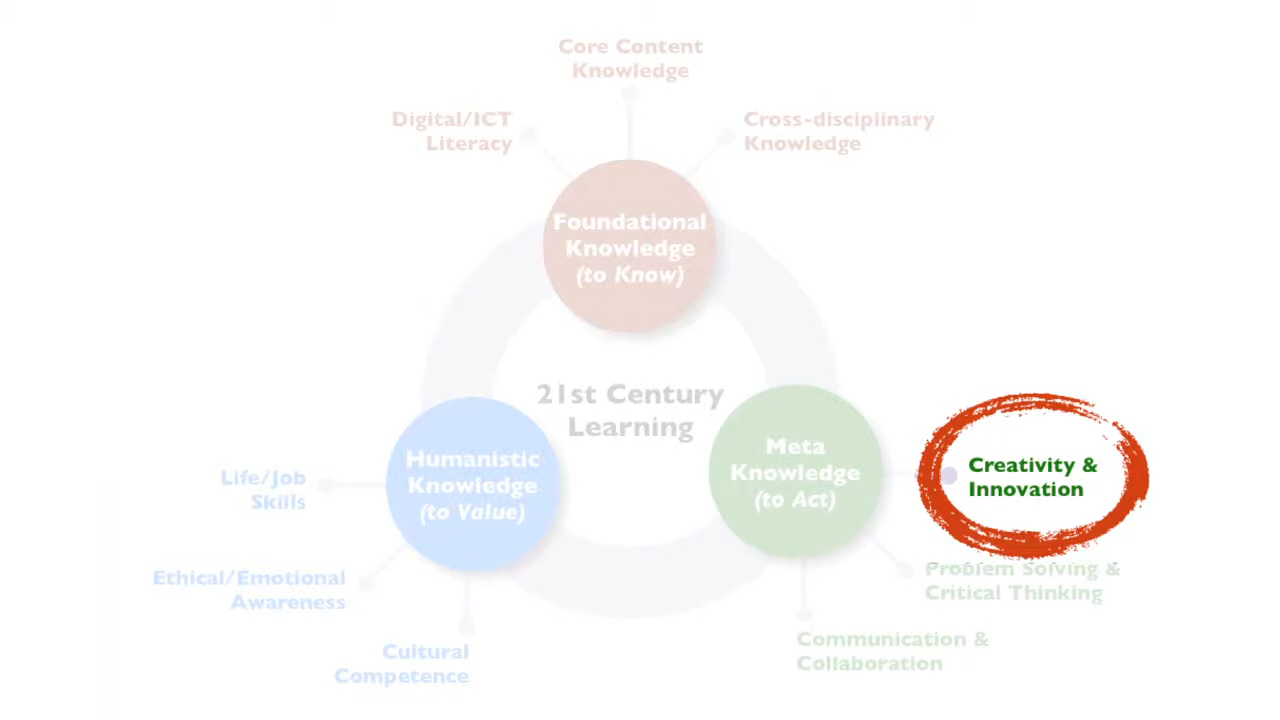 Core Content
Knowledge
Digital/ICT
Literacy
Cross-disciplinary
Knowledge
Foundational
Knowledge
(to Know)
21st Century
Learning
Humanistic
Knowledge
(to Value)
Meta
Knowledge
(to Act)
Creativity &
Innovation
Life/Job
Skills
Ethical/Emotional
Awareness
Cultural
Competence
Problem Solving &
Critical Thinking
Communication &
Collaboration